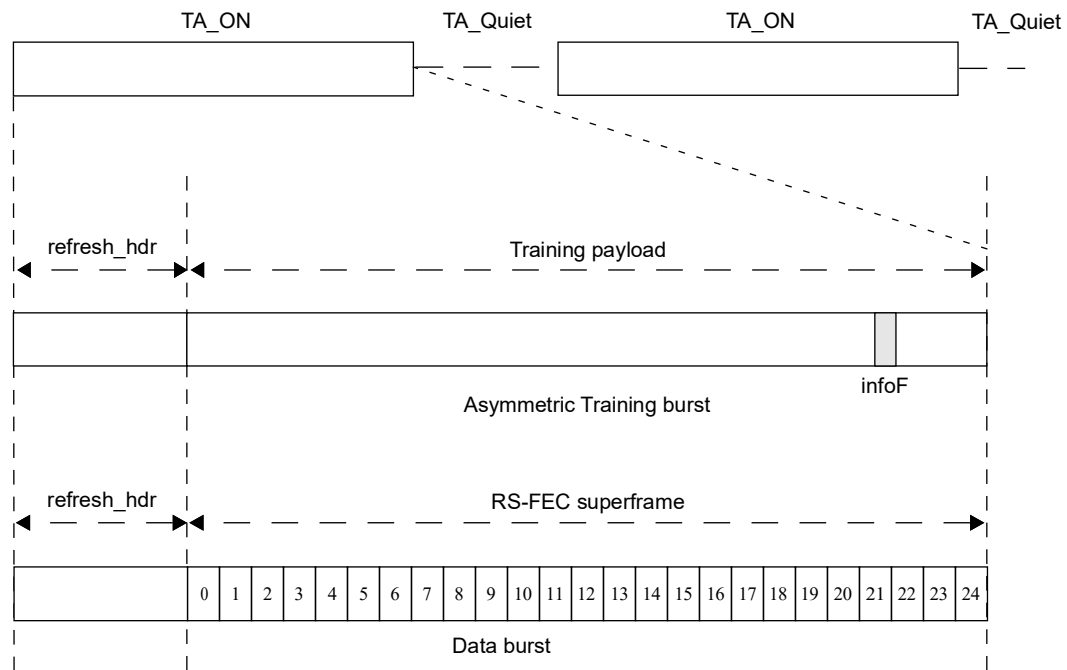 TA_ON TA_Quiet TA_ON TA_Quiet
refresh_hdr Training payload
infoF
Asymmetric Training burst
refresh_hdr RS-FEC superframe
0 1 2 3 4 5 6 7 8 9 10 11 12 13 14 15 16 17 18 19 20 21 22 23 24
Data burst